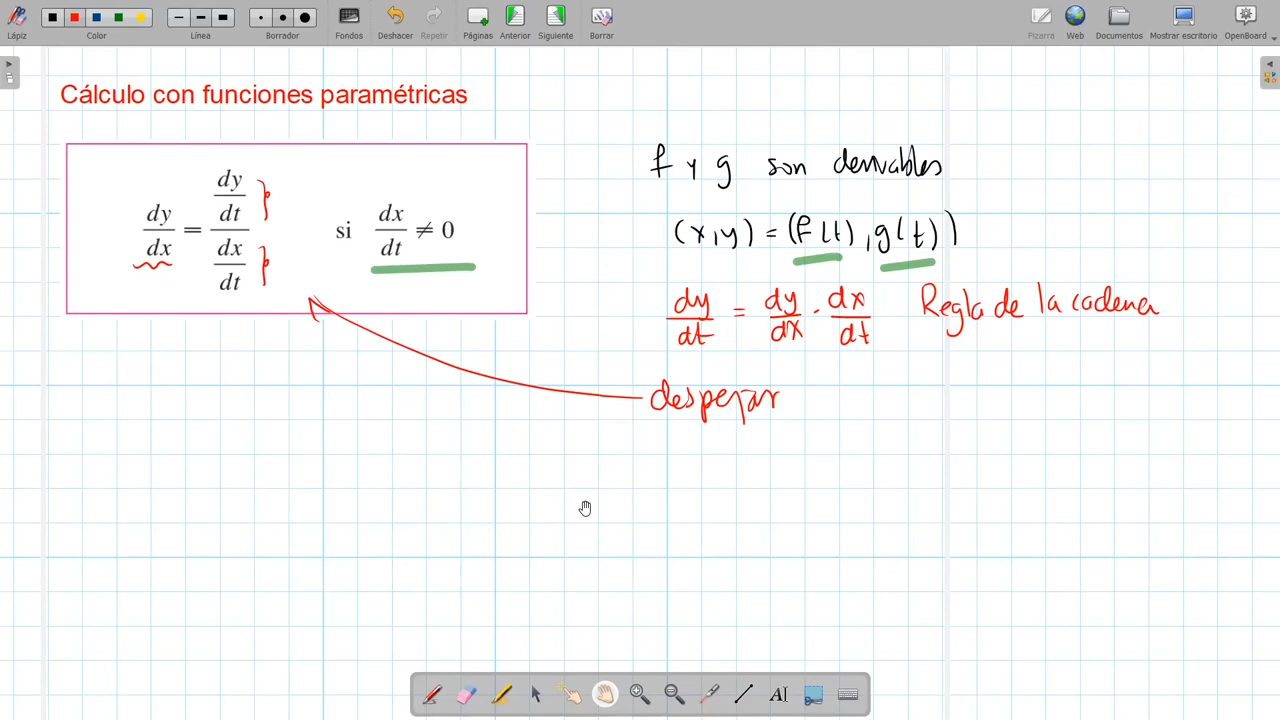 Lápiz Color Línea Borrador Fondos Deshacer Repetir Páginas Anterior Siguiente Borrar Pizarra Web Documentos Mostrar escritorio OpenBoard
Cálculo con funciones paramétricas
dy/dx = (dy/dt)/(dx/dt) si dx/dt ≠ 0
f y g son derivables
(x,y) = (f(t), g(t))
dy/dt = dy/dx · dx/dt Regla de la cadena
despejar